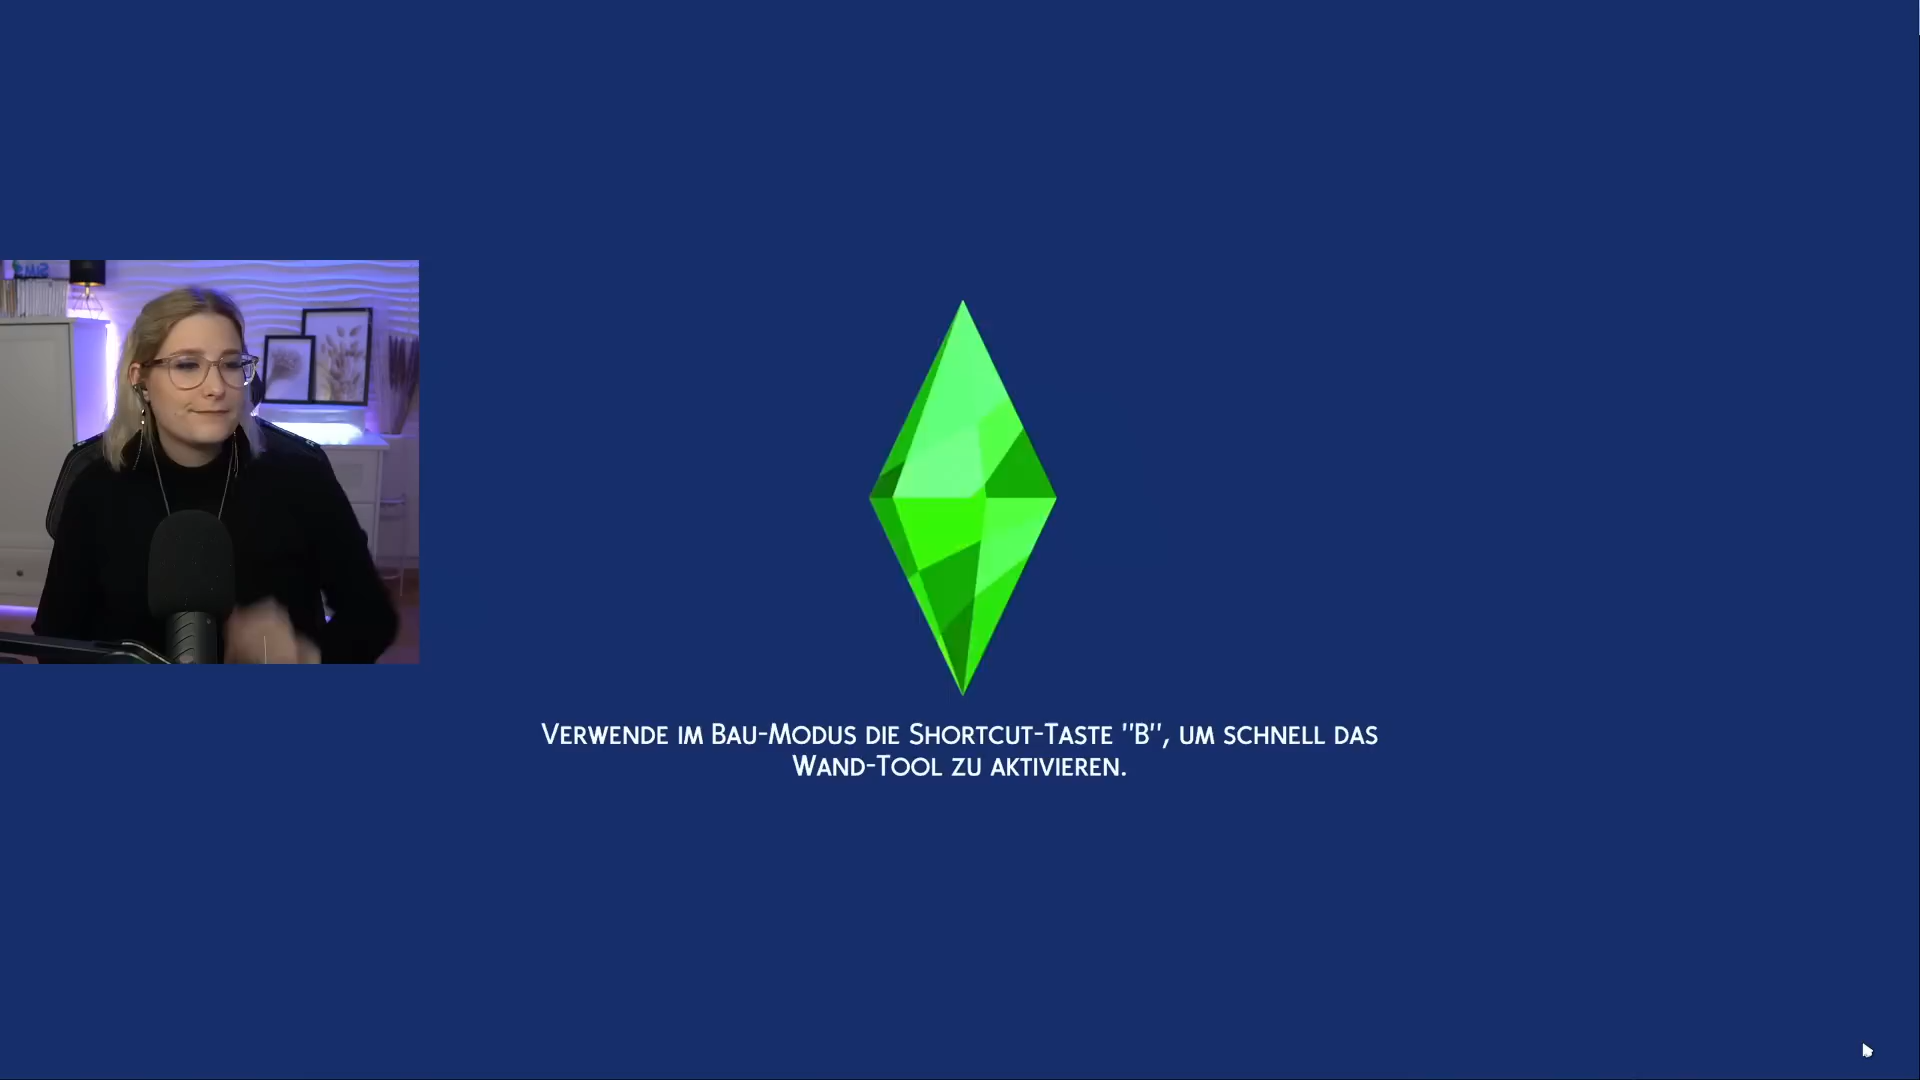 Verwende im Bau-Modus die Shortcut-Taste "B", um schnell das
Wand-Tool zu aktivieren.